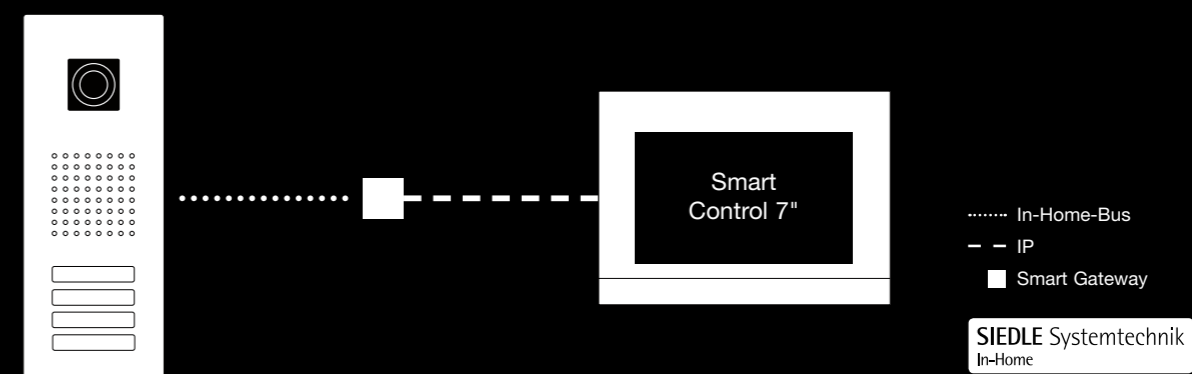 Smart
Control 7"
In-Home-Bus
IP
Smart Gateway
SIEDLE Systemtechnik
In-Home